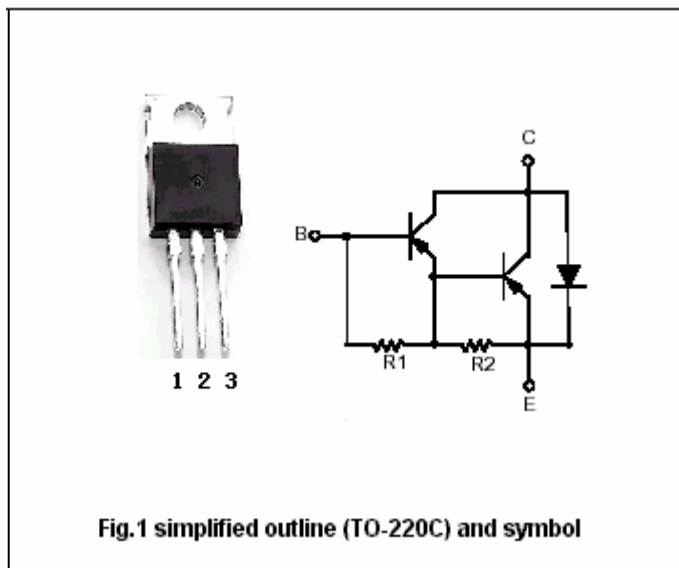 C
B
R1
R2
1 2 3
E
Fig.1 simplified outline (TO-220C) and symbol